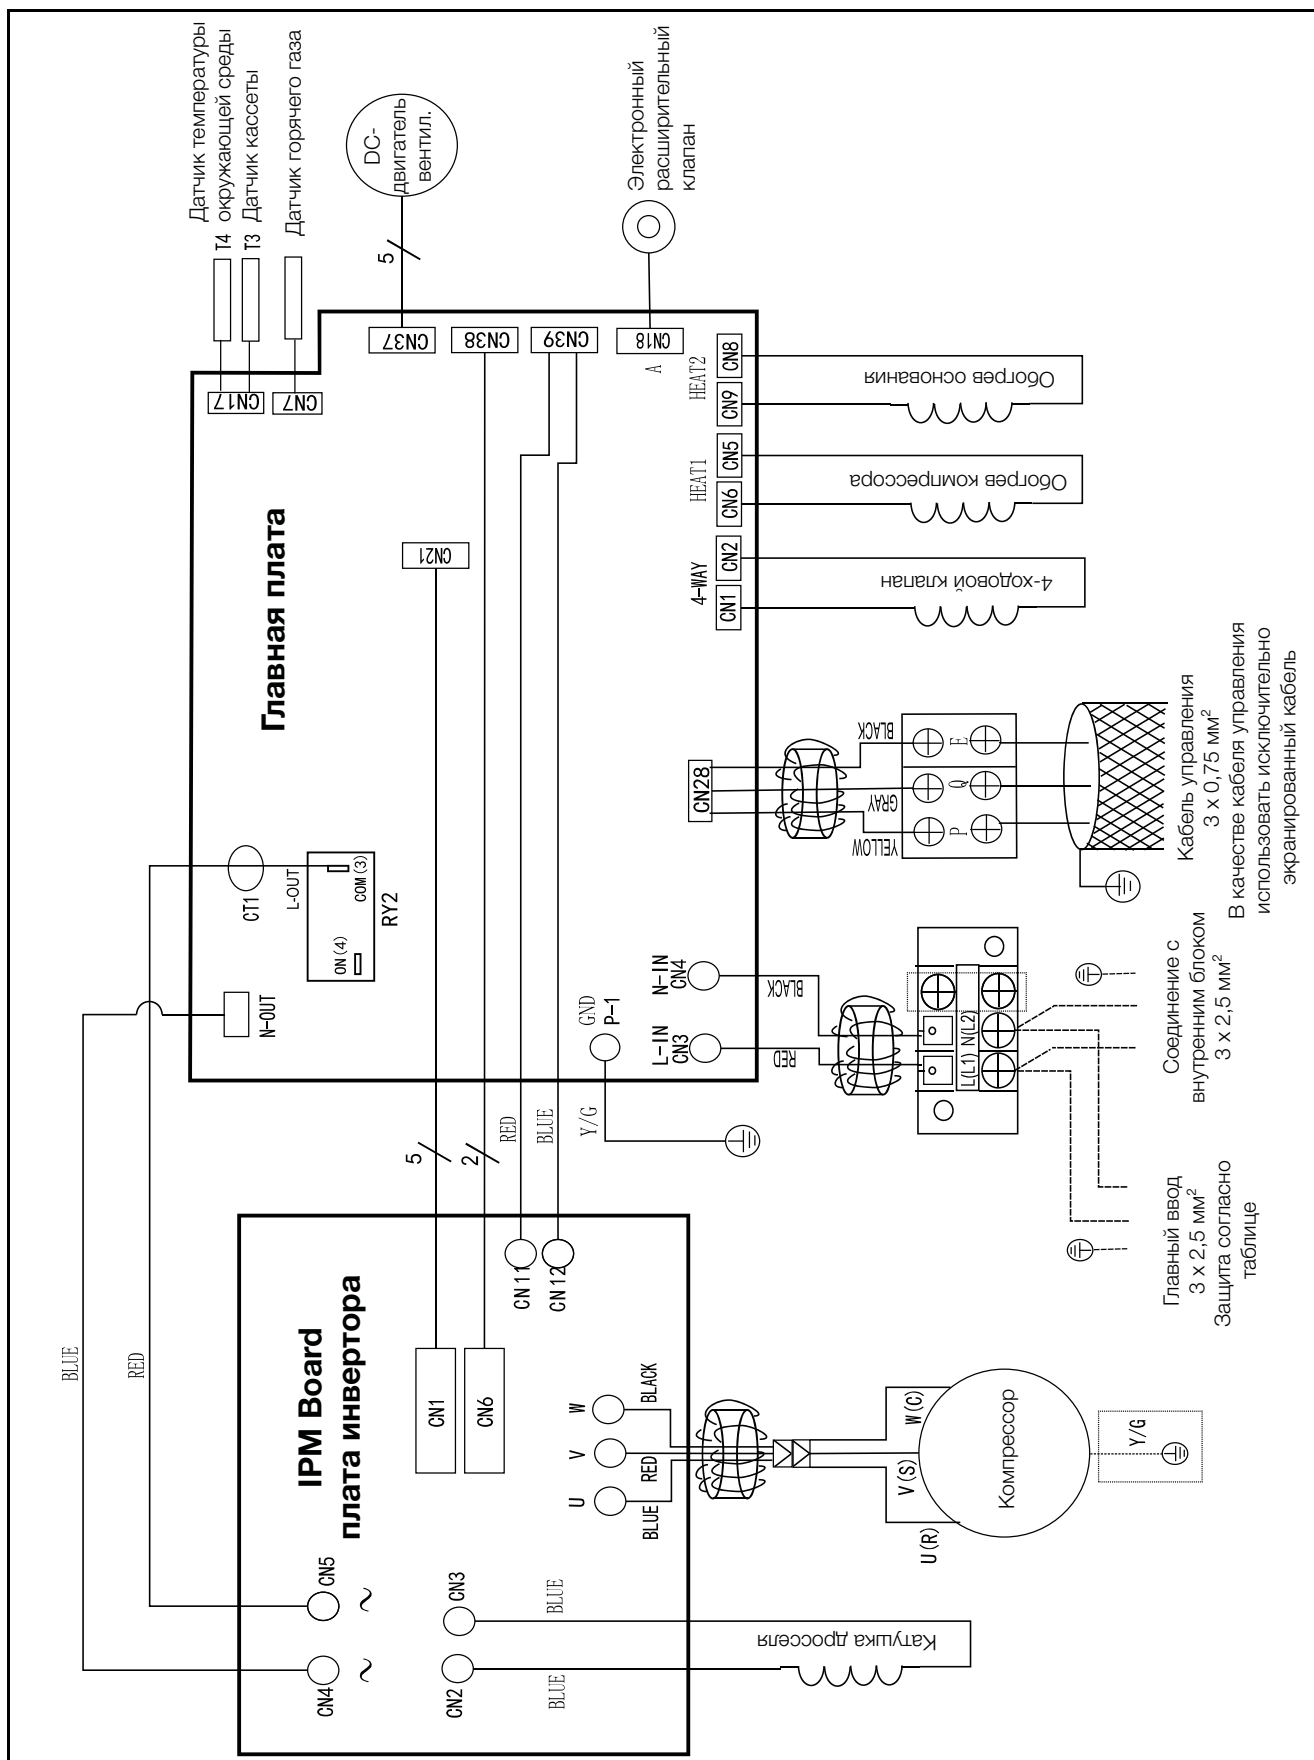 Датчик температуры
T4 окружающей среды
T3 Датчик кассеты
Датчик горячего газа
DC-
двигатель
вентил.
Электронный
расширительный
клапан
5
CN17
CN7
CN37
CN38
CN39
CN18
A
Главная плата
CN21
HEAT2
CN9
CN8
Обогрев основания
HEAT1
CN6
CN5
Обогрев компрессора
4-WAY
CN1
CN2
4-ходовой клапан
CT1
L-OUT
COM(3)
ON(4)
RY2
N-OUT
CN28
YELLOW
GRAY
BLACK
P
Q
E
Кабель управления
3 x 0,75 мм²
В качестве кабеля управления
использовать исключительно
экранированный кабель
GND
P-1
L-IN
CN3
N-IN
CN4
RED
BLACK
L(L1)
N(L2)
Соединение с
внутренним блоком
3 x 2,5 мм²
Главный ввод
3 x 2,5 мм²
Защита согласно
таблице
5
2
RED
BLUE
Y/G
BLUE
RED
IPM Board
плата инвертора
CN11
CN12
CN1
CN6
CN4
CN5
~
~
CN2
CN3
BLUE
BLUE
Катушка дросселя
U
V
W
BLUE
RED
BLACK
U(R)
V(S)
W(C)
Компрессор
Y/G